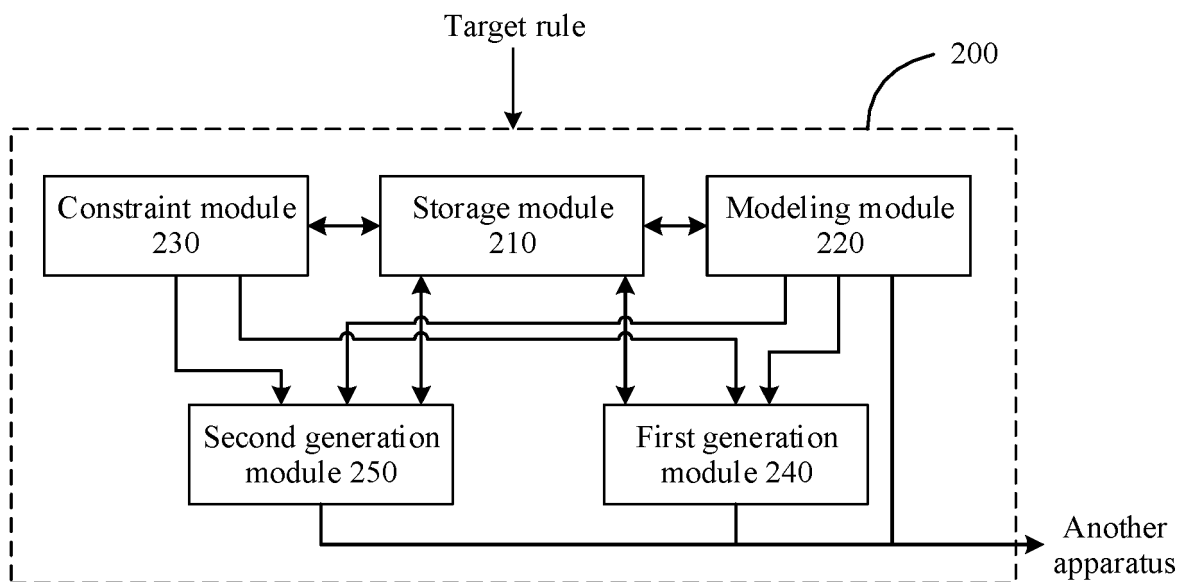 Target rule
200
Constraint module
230
Storage module
210
Modeling module
220
Second generation
module 250
First generation
module 240
Another
apparatus